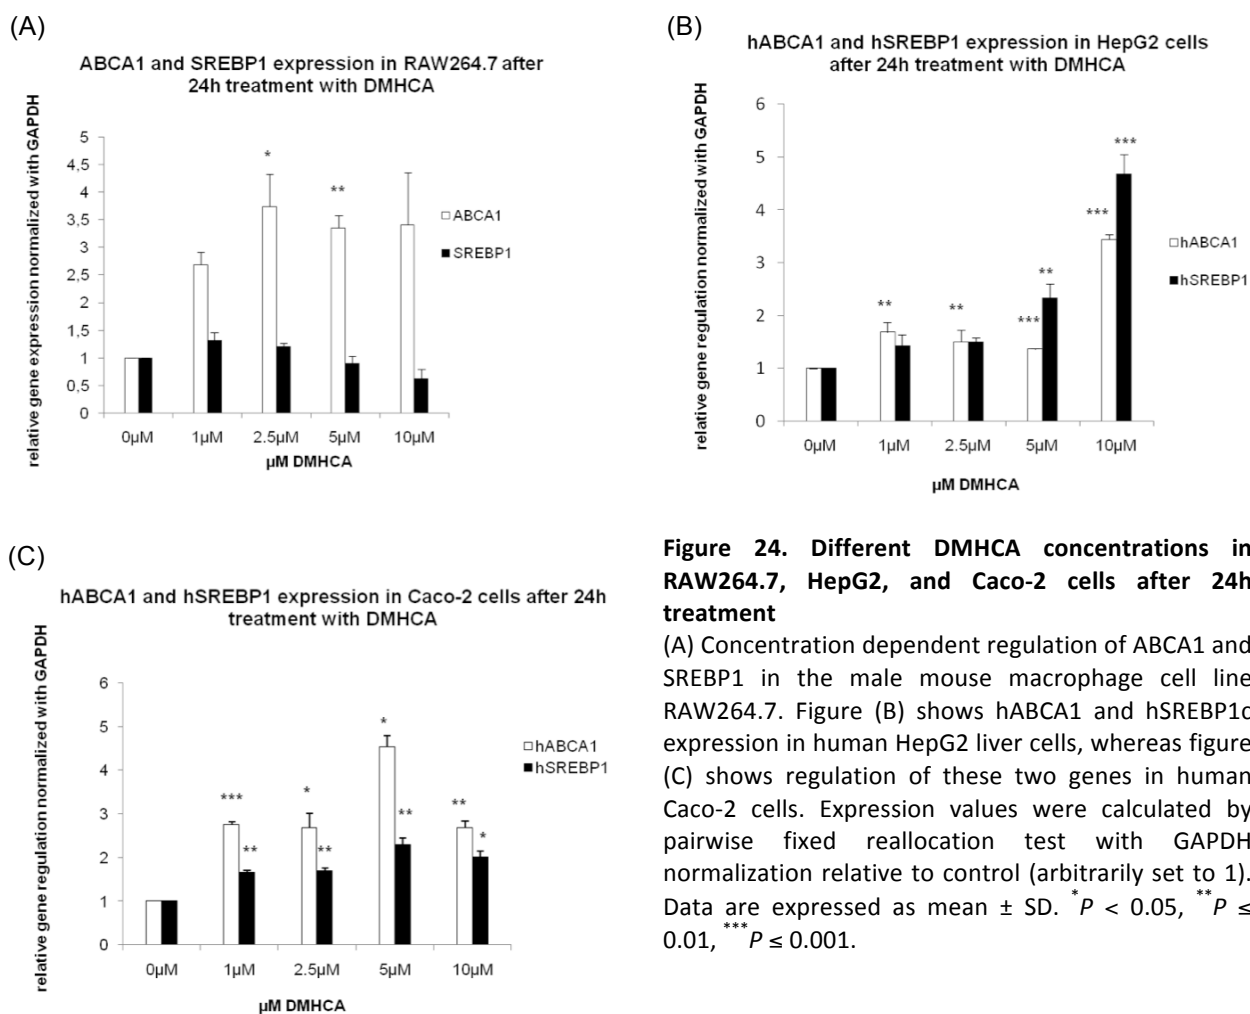 (A)
ABCA1 and SREBP1 expression in RAW264.7 after
24h treatment with DMHCA
relative gene expression normalized with GAPDH
5
4,5
4
3,5
3
2,5
2
1,5
1
0,5
0
*
**
ABCA1
SREBP1
0µM 1µM 2.5µM 5µM 10µM
µM DMHCA
(B)
hABCA1 and hSREBP1 expression in HepG2 cells
after 24h treatment with DMHCA
relative gene regulation normalized with GAPDH
6
5
4
3
2
1
0
**
**
***
**
***
***
hABCA1
hSREBP1
0µM 1µM 2.5µM 5µM 10µM
µM DMHCA
(C)
hABCA1 and hSREBP1 expression in Caco-2 cells after 24h
treatment with DMHCA
relative gene regulation normalized with GAPDH
6
5
4
3
2
1
0
***
**
*
**
*
**
**
*
hABCA1
hSREBP1
0µM 1µM 2.5µM 5µM 10µM
µM DMHCA
Figure 24. Different DMHCA concentrations in
RAW264.7, HepG2, and Caco-2 cells after 24h
treatment
(A) Concentration dependent regulation of ABCA1 and
SREBP1 in the male mouse macrophage cell line
RAW264.7. Figure (B) shows hABCA1 and hSREBP1c
expression in human HepG2 liver cells, whereas figure
(C) shows regulation of these two genes in human
Caco-2 cells. Expression values were calculated by
pairwise fixed reallocation test with GAPDH
normalization relative to control (arbitrarily set to 1).
Data are expressed as mean ± SD. *P < 0.05, **P ≤
0.01, ***P ≤ 0.001.